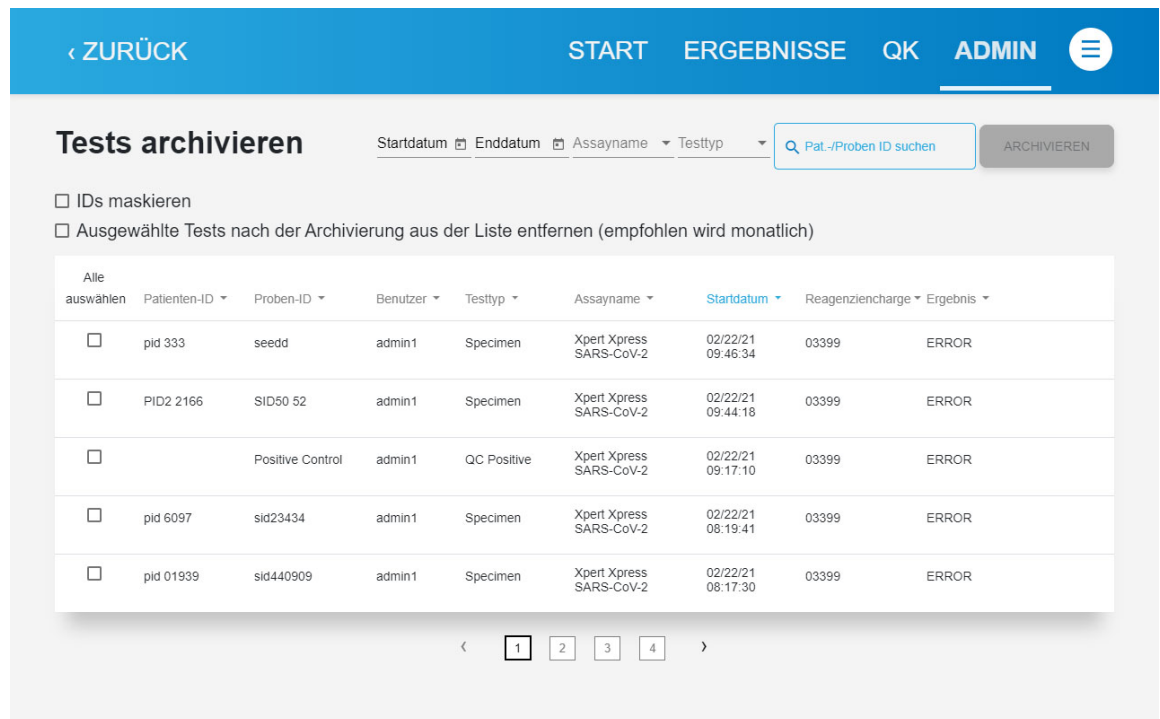 ‹ ZURÜCK START ERGEBNISSE QK ADMIN
Tests archivieren Startdatum Enddatum Assayname Testtyp Pat.-/Proben ID suchen ARCHIVIEREN
IDs maskieren
Ausgewählte Tests nach der Archivierung aus der Liste entfernen (empfohlen wird monatlich)
Alle
auswählen Patienten-ID Proben-ID Benutzer Testtyp Assayname Startdatum Reagenziencharge Ergebnis
pid 333 seedd admin1 Specimen Xpert Xpress 02/22/21 03399 ERROR
SARS-CoV-2 09:46:34
PID2 2166 SID50 52 admin1 Specimen Xpert Xpress 02/22/21 03399 ERROR
SARS-CoV-2 09:44:18
Positive Control admin1 QC Positive Xpert Xpress 02/22/21 03399 ERROR
SARS-CoV-2 09:17:10
pid 6097 sid23434 admin1 Specimen Xpert Xpress 02/22/21 03399 ERROR
SARS-CoV-2 08:19:41
pid 01939 sid440909 admin1 Specimen Xpert Xpress 02/22/21 03399 ERROR
SARS-CoV-2 08:17:30
‹ 1 2 3 4 ›